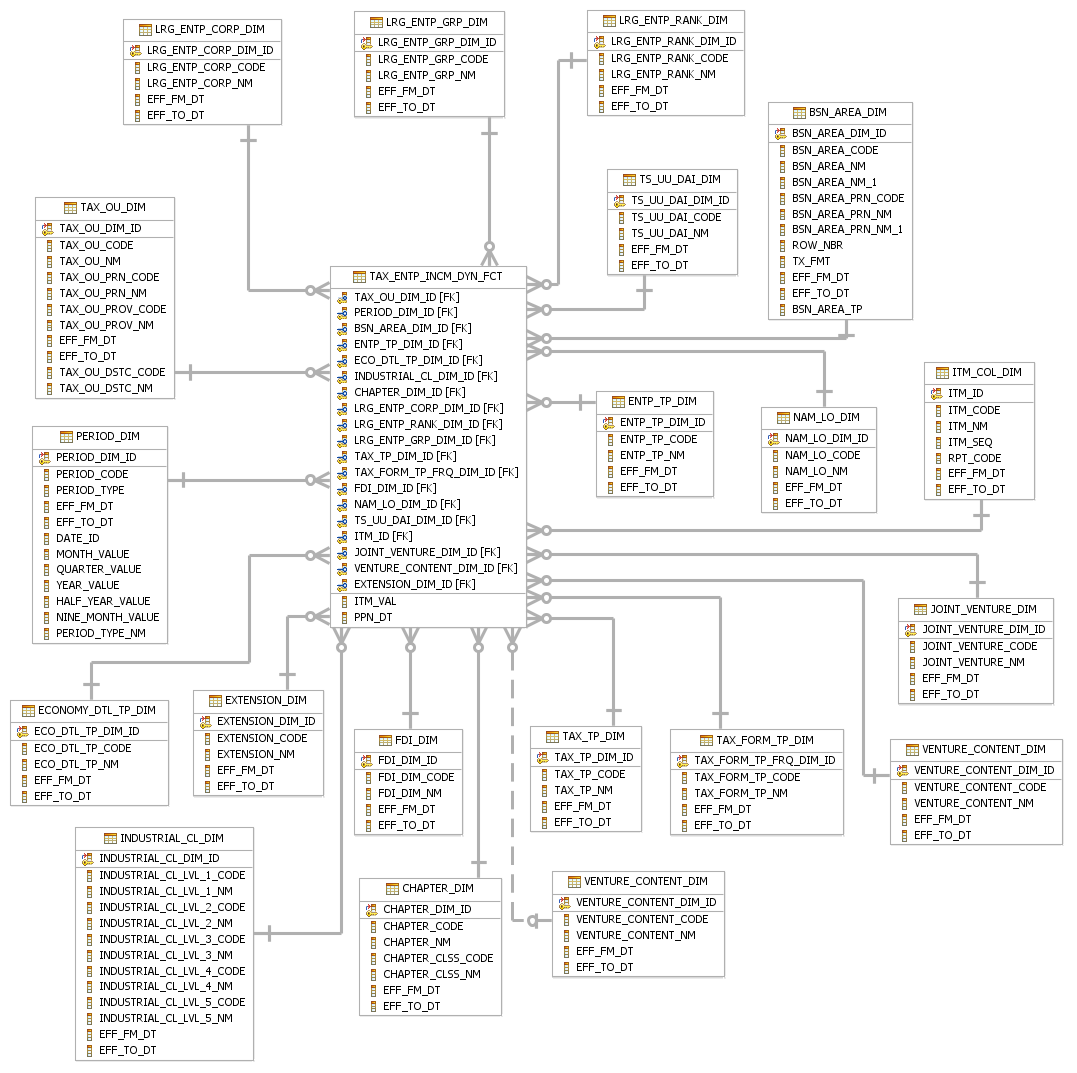 LRG_ENTP_CORP_DIM
LRG_ENTP_CORP_DIM_ID
LRG_ENTP_CORP_CODE
LRG_ENTP_CORP_NM
EFF_FM_DT
EFF_TO_DT
LRG_ENTP_GRP_DIM
LRG_ENTP_GRP_DIM_ID
LRG_ENTP_GRP_CODE
LRG_ENTP_GRP_NM
EFF_FM_DT
EFF_TO_DT
LRG_ENTP_RANK_DIM
LRG_ENTP_RANK_DIM_ID
LRG_ENTP_RANK_CODE
LRG_ENTP_RANK_NM
EFF_FM_DT
EFF_TO_DT
BSN_AREA_DIM
BSN_AREA_DIM_ID
BSN_AREA_CODE
BSN_AREA_NM
BSN_AREA_NM_1
BSN_AREA_PRN_CODE
BSN_AREA_PRN_NM
BSN_AREA_PRN_NM_1
ROW_NBR
TX_FMT
EFF_FM_DT
EFF_TO_DT
BSN_AREA_TP
TS_UU_DAI_DIM
TS_UU_DAI_DIM_ID
TS_UU_DAI_CODE
TS_UU_DAI_NM
EFF_FM_DT
EFF_TO_DT
TAX_OU_DIM
TAX_OU_DIM_ID
TAX_OU_CODE
TAX_OU_NM
TAX_OU_PRN_CODE
TAX_OU_PRN_NM
TAX_OU_PROV_CODE
TAX_OU_PROV_NM
EFF_FM_DT
EFF_TO_DT
TAX_OU_DSTC_CODE
TAX_OU_DSTC_NM
TAX_ENTP_INCM_DYN_FCT
TAX_OU_DIM_ID [FK]
PERIOD_DIM_ID [FK]
BSN_AREA_DIM_ID [FK]
ENTP_TP_DIM_ID [FK]
ECO_DTL_TP_DIM_ID [FK]
INDUSTRIAL_CL_DIM_ID [FK]
CHAPTER_DIM_ID [FK]
LRG_ENTP_CORP_DIM_ID [FK]
LRG_ENTP_RANK_DIM_ID [FK]
LRG_ENTP_GRP_DIM_ID [FK]
TAX_TP_DIM_ID [FK]
TAX_FORM_TP_FRQ_DIM_ID [FK]
FDI_DIM_ID [FK]
NAM_LO_DIM_ID [FK]
TS_UU_DAI_DIM_ID [FK]
ITM_ID [FK]
JOINT_VENTURE_DIM_ID [FK]
VENTURE_CONTENT_DIM_ID [FK]
EXTENSION_DIM_ID [FK]
ITM_VAL
PPN_DT
ENTP_TP_DIM
ENTP_TP_DIM_ID
ENTP_TP_CODE
ENTP_TP_NM
EFF_FM_DT
EFF_TO_DT
NAM_LO_DIM
NAM_LO_DIM_ID
NAM_LO_CODE
NAM_LO_NM
EFF_FM_DT
EFF_TO_DT
ITM_COL_DIM
ITM_ID
ITM_CODE
ITM_NM
ITM_SEQ
RPT_CODE
EFF_FM_DT
EFF_TO_DT
PERIOD_DIM
PERIOD_DIM_ID
PERIOD_CODE
PERIOD_TYPE
EFF_FM_DT
EFF_TO_DT
DATE_ID
MONTH_VALUE
QUARTER_VALUE
YEAR_VALUE
HALF_YEAR_VALUE
NINE_MONTH_VALUE
PERIOD_TYPE_NM
JOINT_VENTURE_DIM
JOINT_VENTURE_DIM_ID
JOINT_VENTURE_CODE
JOINT_VENTURE_NM
EFF_FM_DT
EFF_TO_DT
ECONOMY_DTL_TP_DIM
ECO_DTL_TP_DIM_ID
ECO_DTL_TP_CODE
ECO_DTL_TP_NM
EFF_FM_DT
EFF_TO_DT
EXTENSION_DIM
EXTENSION_DIM_ID
EXTENSION_CODE
EXTENSION_NM
EFF_FM_DT
EFF_TO_DT
FDI_DIM
FDI_DIM_ID
FDI_DIM_CODE
FDI_DIM_NM
EFF_FM_DT
EFF_TO_DT
TAX_TP_DIM
TAX_TP_DIM_ID
TAX_TP_CODE
TAX_TP_NM
EFF_FM_DT
EFF_TO_DT
TAX_FORM_TP_DIM
TAX_FORM_TP_FRQ_DIM_ID
TAX_FORM_TP_CODE
TAX_FORM_TP_NM
EFF_FM_DT
EFF_TO_DT
VENTURE_CONTENT_DIM
VENTURE_CONTENT_DIM_ID
VENTURE_CONTENT_CODE
VENTURE_CONTENT_NM
EFF_FM_DT
EFF_TO_DT
INDUSTRIAL_CL_DIM
INDUSTRIAL_CL_DIM_ID
INDUSTRIAL_CL_LVL_1_CODE
INDUSTRIAL_CL_LVL_1_NM
INDUSTRIAL_CL_LVL_2_CODE
INDUSTRIAL_CL_LVL_2_NM
INDUSTRIAL_CL_LVL_3_CODE
INDUSTRIAL_CL_LVL_3_NM
INDUSTRIAL_CL_LVL_4_CODE
INDUSTRIAL_CL_LVL_4_NM
INDUSTRIAL_CL_LVL_5_CODE
INDUSTRIAL_CL_LVL_5_NM
EFF_FM_DT
EFF_TO_DT
CHAPTER_DIM
CHAPTER_DIM_ID
CHAPTER_CODE
CHAPTER_NM
CHAPTER_CLSS_CODE
CHAPTER_CLSS_NM
EFF_FM_DT
EFF_TO_DT
VENTURE_CONTENT_DIM
VENTURE_CONTENT_DIM_ID
VENTURE_CONTENT_CODE
VENTURE_CONTENT_NM
EFF_FM_DT
EFF_TO_DT